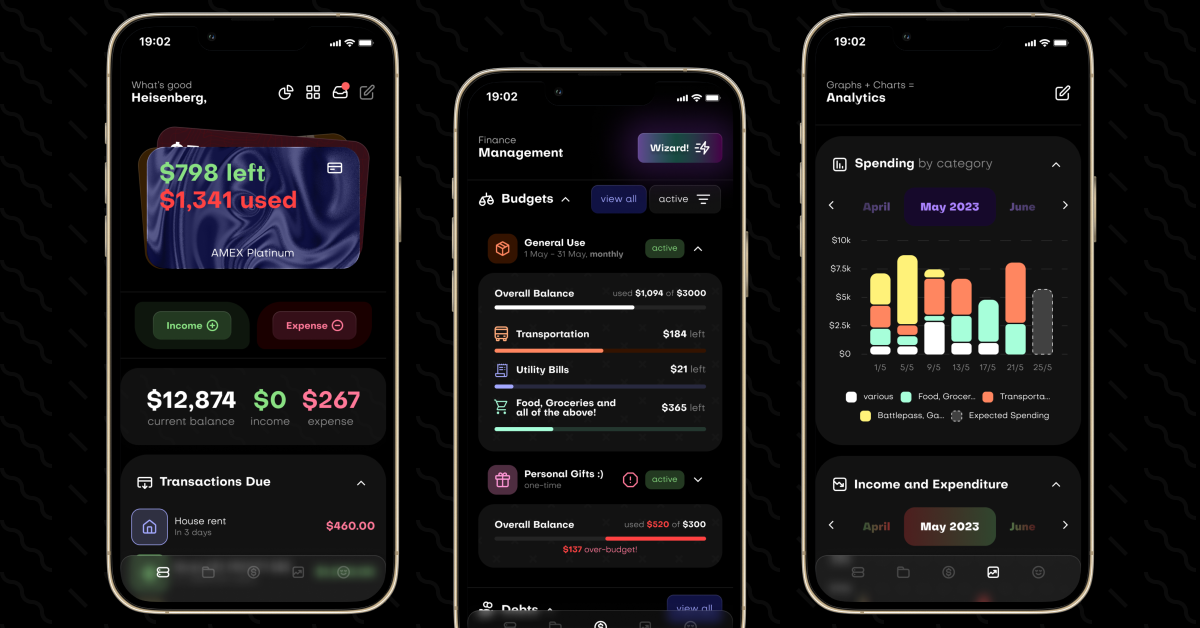 19:02
What's good
Heisenberg,
$798 left
$1,341 used
AMEX Platinum
Income
Expense
$12,874 $0 $267
current balance income expense
Transactions Due
House rent
In 3 days
$460.00
19:02
Finance
Management
Wizard!
Budgets
view all
active
General Use
1 May – 31 May, monthly
active
Overall Balance
used $1,094 of $3000
Transportation
$184 left
Utility Bills
$21 left
Food, Groceries and
all of the above!
$365 left
Personal Gifts :)
one-time
active
Overall Balance
used $520 of $300
$137 over-budget!
Debts
view all
19:02
Graphs + Charts =
Analytics
Spending by category
April May 2023 June
$10k
$7.5k
$5k
$2.5k
$0
1/5 5/5 9/5 13/5 17/5 21/5 25/5
various Food, Grocer... Transporta...
Battlepass, Ga... Expected Spending
Income and Expenditure
April May 2023 June